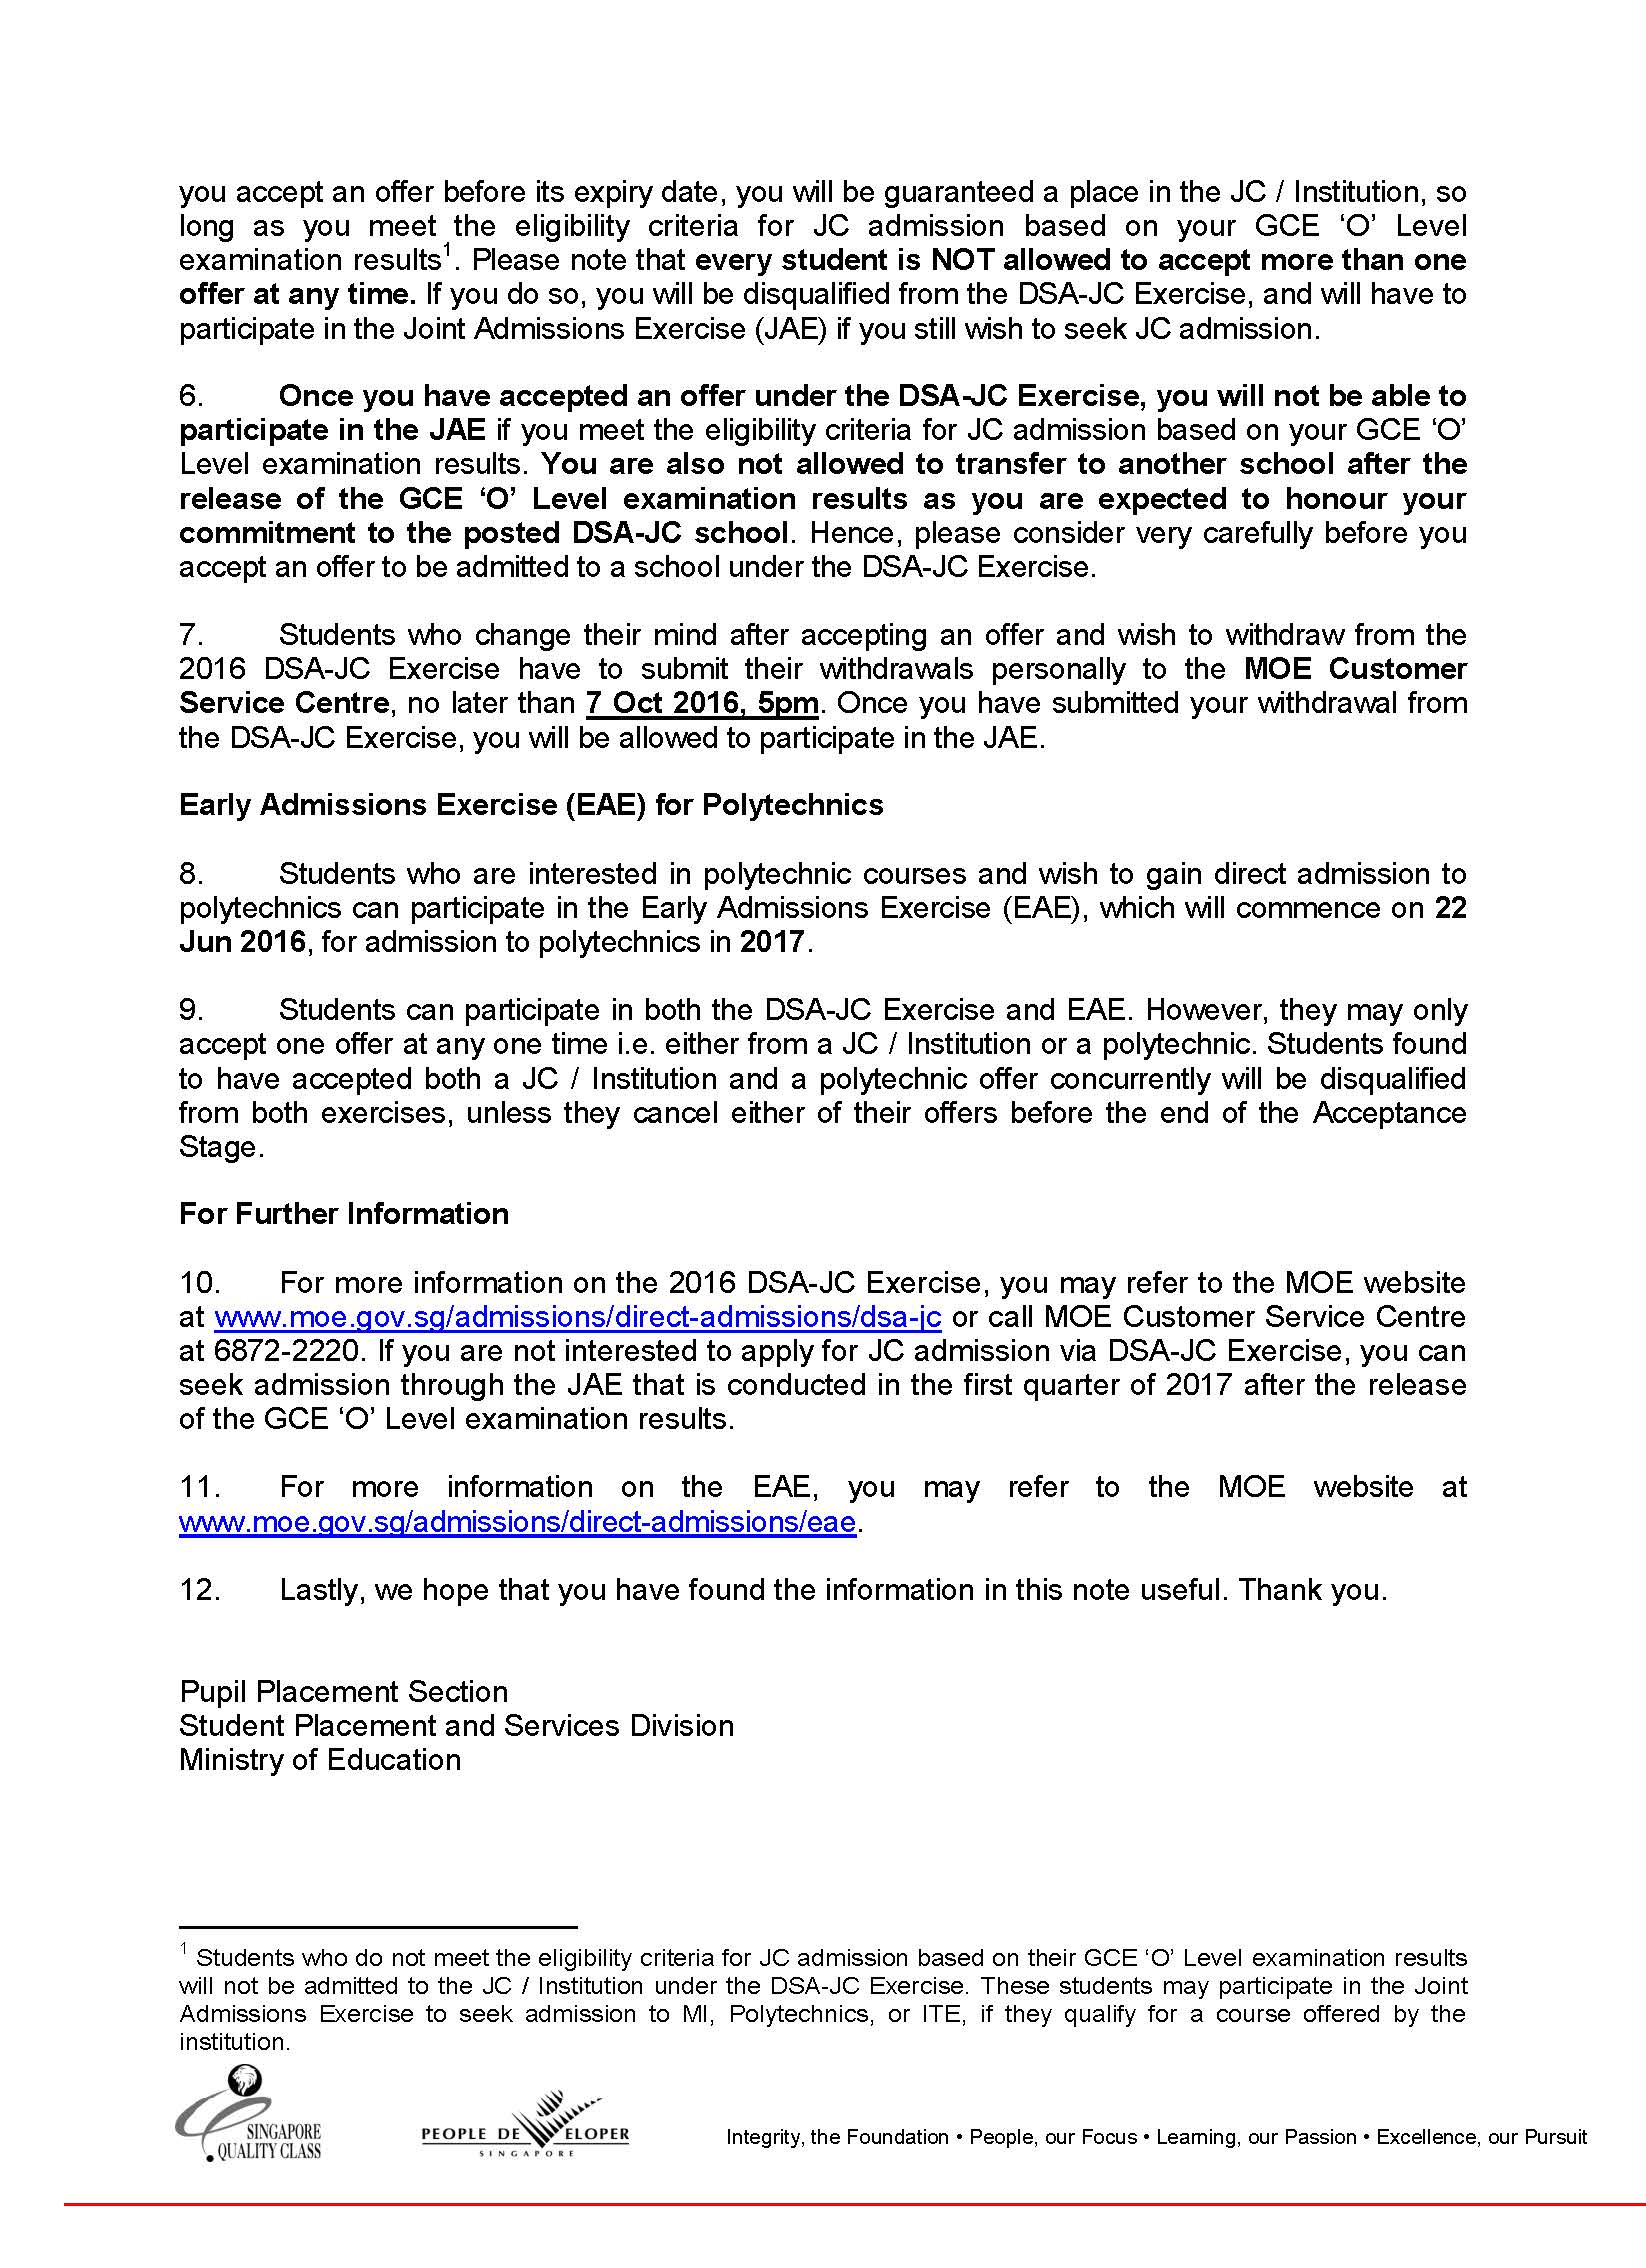 you accept an offer before its expiry date, you will be guaranteed a place in the JC / Institution, so
long as you meet the eligibility criteria for JC admission based on your GCE ‘O’ Level
examination results1. Please note that every student is NOT allowed to accept more than one
offer at any time. If you do so, you will be disqualified from the DSA-JC Exercise, and will have to
participate in the Joint Admissions Exercise (JAE) if you still wish to seek JC admission.
6. Once you have accepted an offer under the DSA-JC Exercise, you will not be able to
participate in the JAE if you meet the eligibility criteria for JC admission based on your GCE ‘O’
Level examination results. You are also not allowed to transfer to another school after the
release of the GCE ‘O’ Level examination results as you are expected to honour your
commitment to the posted DSA-JC school. Hence, please consider very carefully before you
accept an offer to be admitted to a school under the DSA-JC Exercise.
7. Students who change their mind after accepting an offer and wish to withdraw from the
2016 DSA-JC Exercise have to submit their withdrawals personally to the MOE Customer
Service Centre, no later than 7 Oct 2016, 5pm. Once you have submitted your withdrawal from
the DSA-JC Exercise, you will be allowed to participate in the JAE.
Early Admissions Exercise (EAE) for Polytechnics
8. Students who are interested in polytechnic courses and wish to gain direct admission to
polytechnics can participate in the Early Admissions Exercise (EAE), which will commence on 22
Jun 2016, for admission to polytechnics in 2017.
9. Students can participate in both the DSA-JC Exercise and EAE. However, they may only
accept one offer at any one time i.e. either from a JC / Institution or a polytechnic. Students found
to have accepted both a JC / Institution and a polytechnic offer concurrently will be disqualified
from both exercises, unless they cancel either of their offers before the end of the Acceptance
Stage.
For Further Information
10. For more information on the 2016 DSA-JC Exercise, you may refer to the MOE website
at www.moe.gov.sg/admissions/direct-admissions/dsa-jc or call MOE Customer Service Centre
at 6872-2220. If you are not interested to apply for JC admission via DSA-JC Exercise, you can
seek admission through the JAE that is conducted in the first quarter of 2017 after the release
of the GCE ‘O’ Level examination results.
11. For more information on the EAE, you may refer to the MOE website at
www.moe.gov.sg/admissions/direct-admissions/eae.
12. Lastly, we hope that you have found the information in this note useful. Thank you.
Pupil Placement Section
Student Placement and Services Division
Ministry of Education
1 Students who do not meet the eligibility criteria for JC admission based on their GCE ‘O’ Level examination results
will not be admitted to the JC / Institution under the DSA-JC Exercise. These students may participate in the Joint
Admissions Exercise to seek admission to MI, Polytechnics, or ITE, if they qualify for a course offered by the
institution.
SINGAPORE
QUALITY CLASS
PEOPLE DEVELOPER
SINGAPORE
Integrity, the Foundation • People, our Focus • Learning, our Passion • Excellence, our Pursuit